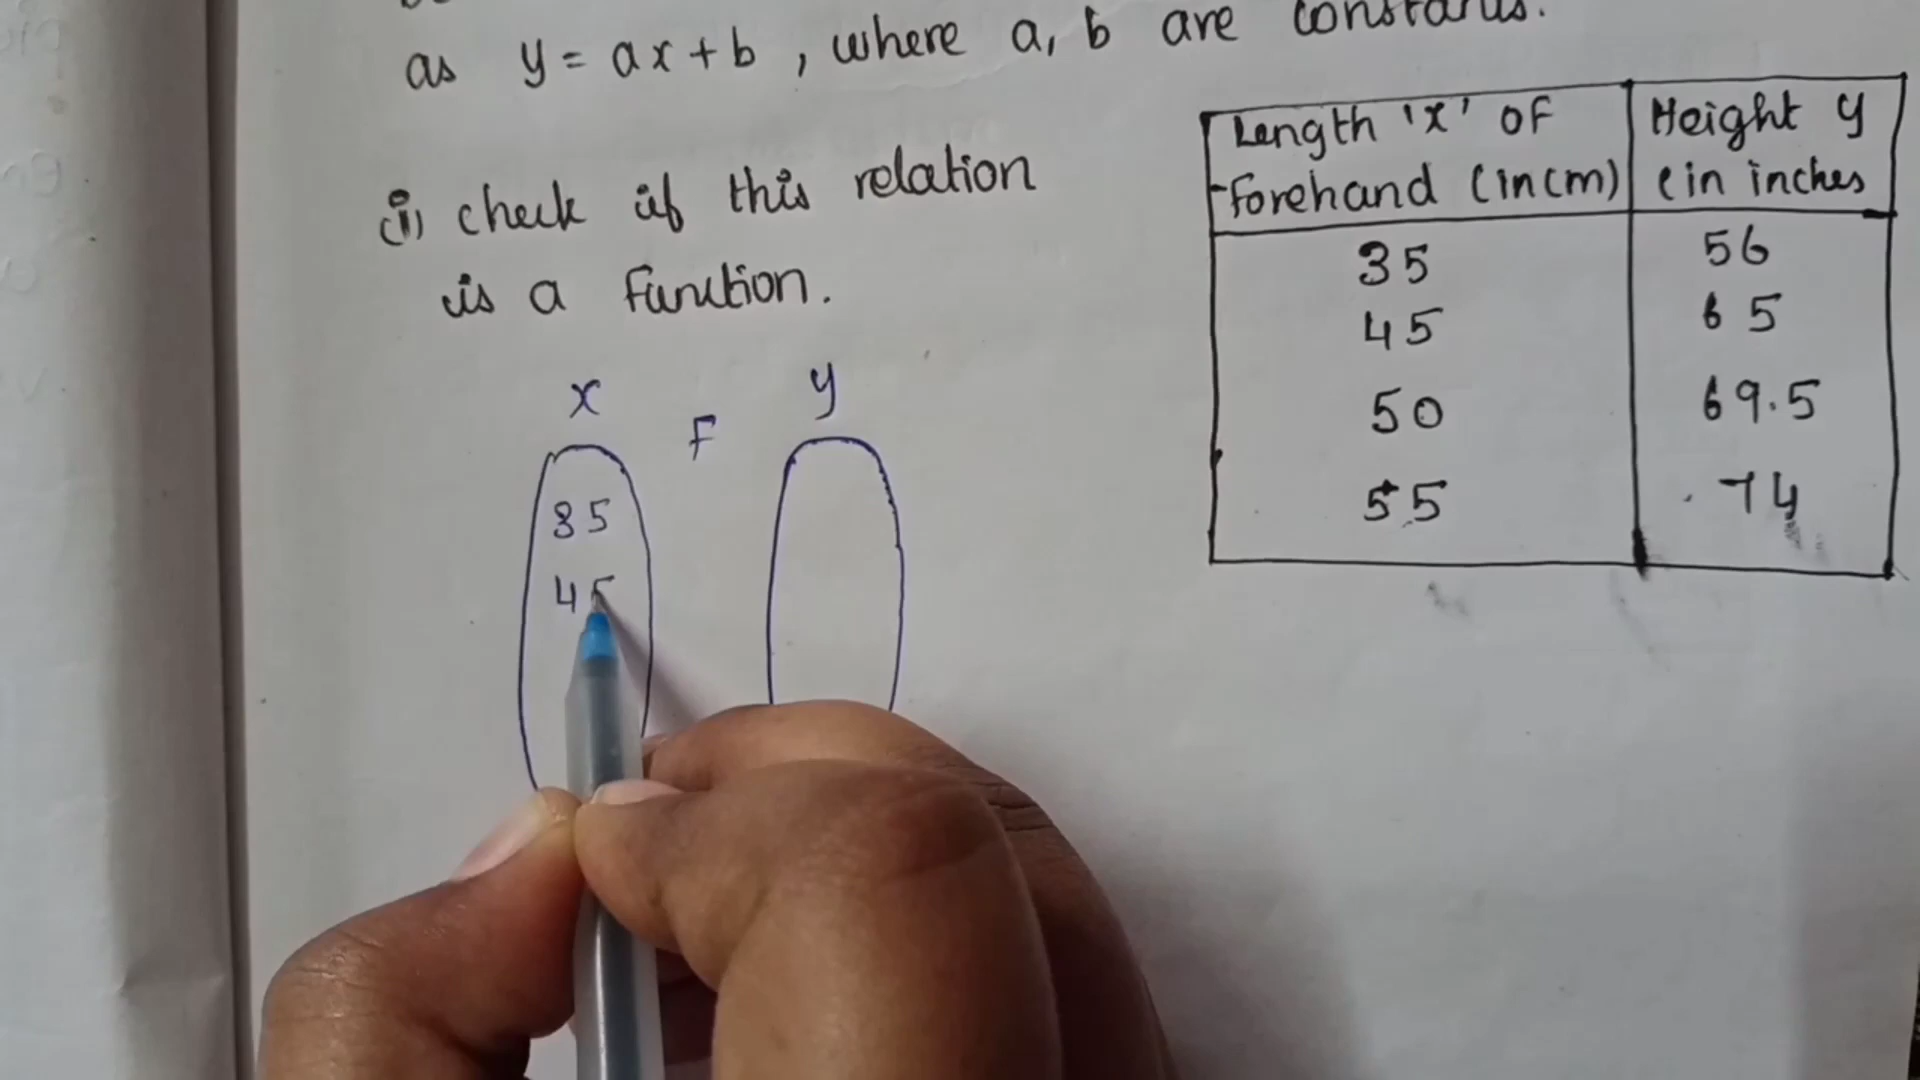 as y = ax + b , where a, b are constants.
(i) check if this relation
is a function.
Length 'x' of
Forehand (in cm)
Height y
(in inches
35 56
45 65
50 69.5
55 74
x F y
35
45